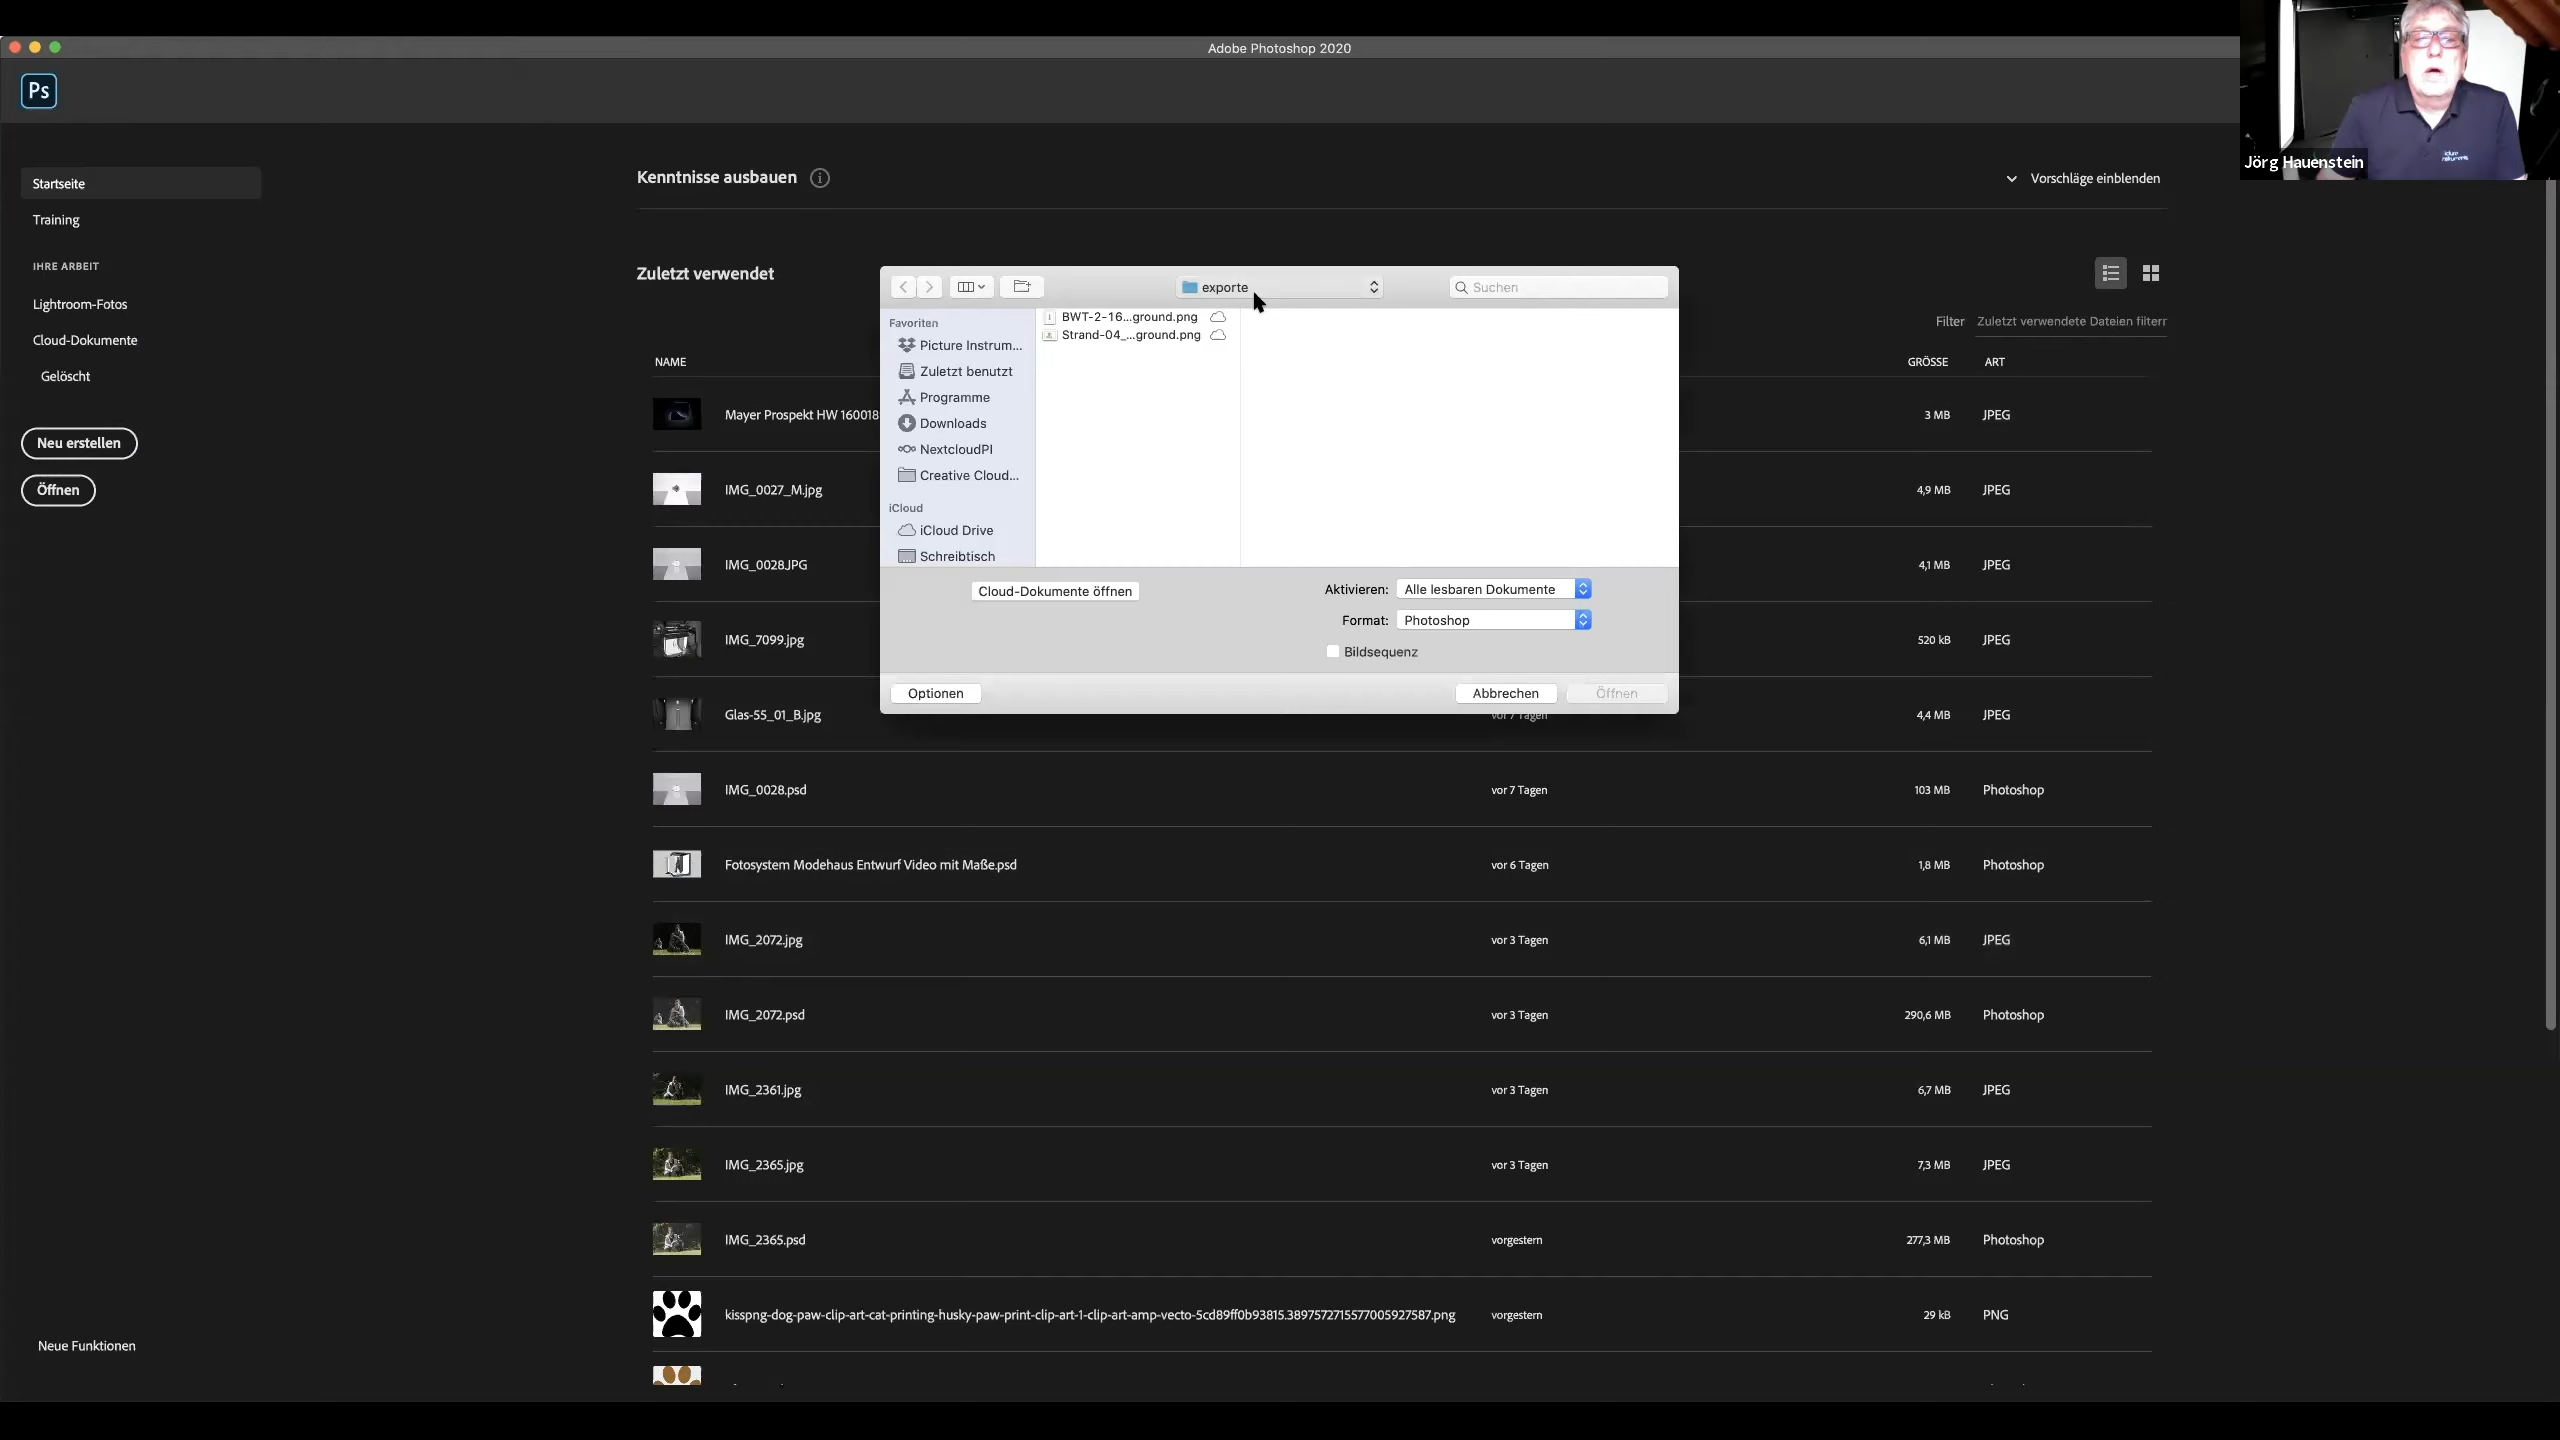 Adobe Photoshop 2020
Ps
Jörg Hauenstein
Startseite
Training
IHRE ARBEIT
Lightroom-Fotos
Cloud-Dokumente
Gelöscht
Neu erstellen
Öffnen
Neue Funktionen
Kenntnisse ausbauen
Vorschläge einblenden
Zuletzt verwendet
Filter Zuletzt verwendete Dateien filtern
NAME GRÖSSE ART
exporte
Suchen
Favoriten
Picture Instrum...
Zuletzt benutzt
Programme
Downloads
NextcloudPI
Creative Cloud...
iCloud
iCloud Drive
Schreibtisch
BWT-2-16...ground.png
Strand-04_...ground.png
Cloud-Dokumente öffnen
Aktivieren: Alle lesbaren Dokumente
Format: Photoshop
Bildsequenz
Optionen
Abbrechen
Öffnen
Mayer Prospekt HW 160018 3 MB JPEG
IMG_0027_M.jpg 4,9 MB JPEG
IMG_0028.JPG 4,1 MB JPEG
IMG_7099.jpg 520 kB JPEG
Glas-55_01_B.jpg vor 7 Tagen 4,4 MB JPEG
IMG_0028.psd vor 7 Tagen 103 MB Photoshop
Fotosystem Modehaus Entwurf Video mit Maße.psd vor 6 Tagen 1,8 MB Photoshop
IMG_2072.jpg vor 3 Tagen 6,1 MB JPEG
IMG_2072.psd vor 3 Tagen 290,6 MB Photoshop
IMG_2361.jpg vor 3 Tagen 6,7 MB JPEG
IMG_2365.jpg vor 3 Tagen 7,3 MB JPEG
IMG_2365.psd vorgestern 277,3 MB Photoshop
kisspng-dog-paw-clip-art-cat-printing-husky-paw-print-clip-art-1-clip-art-amp-vecto-5cd89ff0b93815.3897572715577005927587.png vorgestern 29 kB PNG